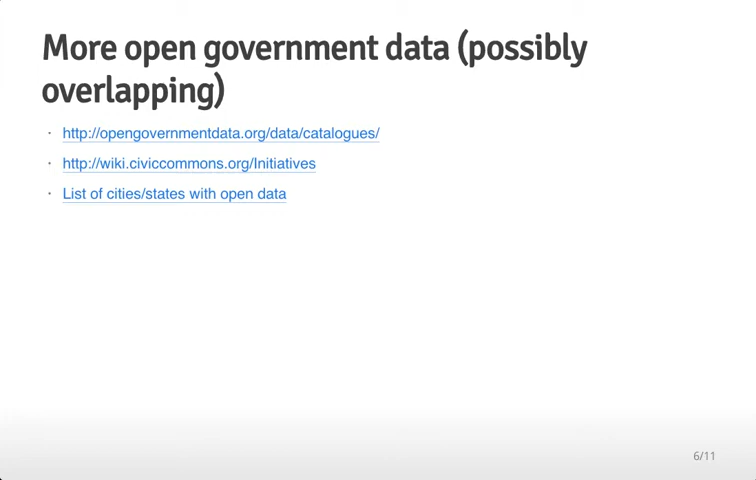 More open government data (possibly
overlapping)
· http://opengovernmentdata.org/data/catalogues/
· http://wiki.civiccommons.org/Initiatives
· List of cities/states with open data
6/11